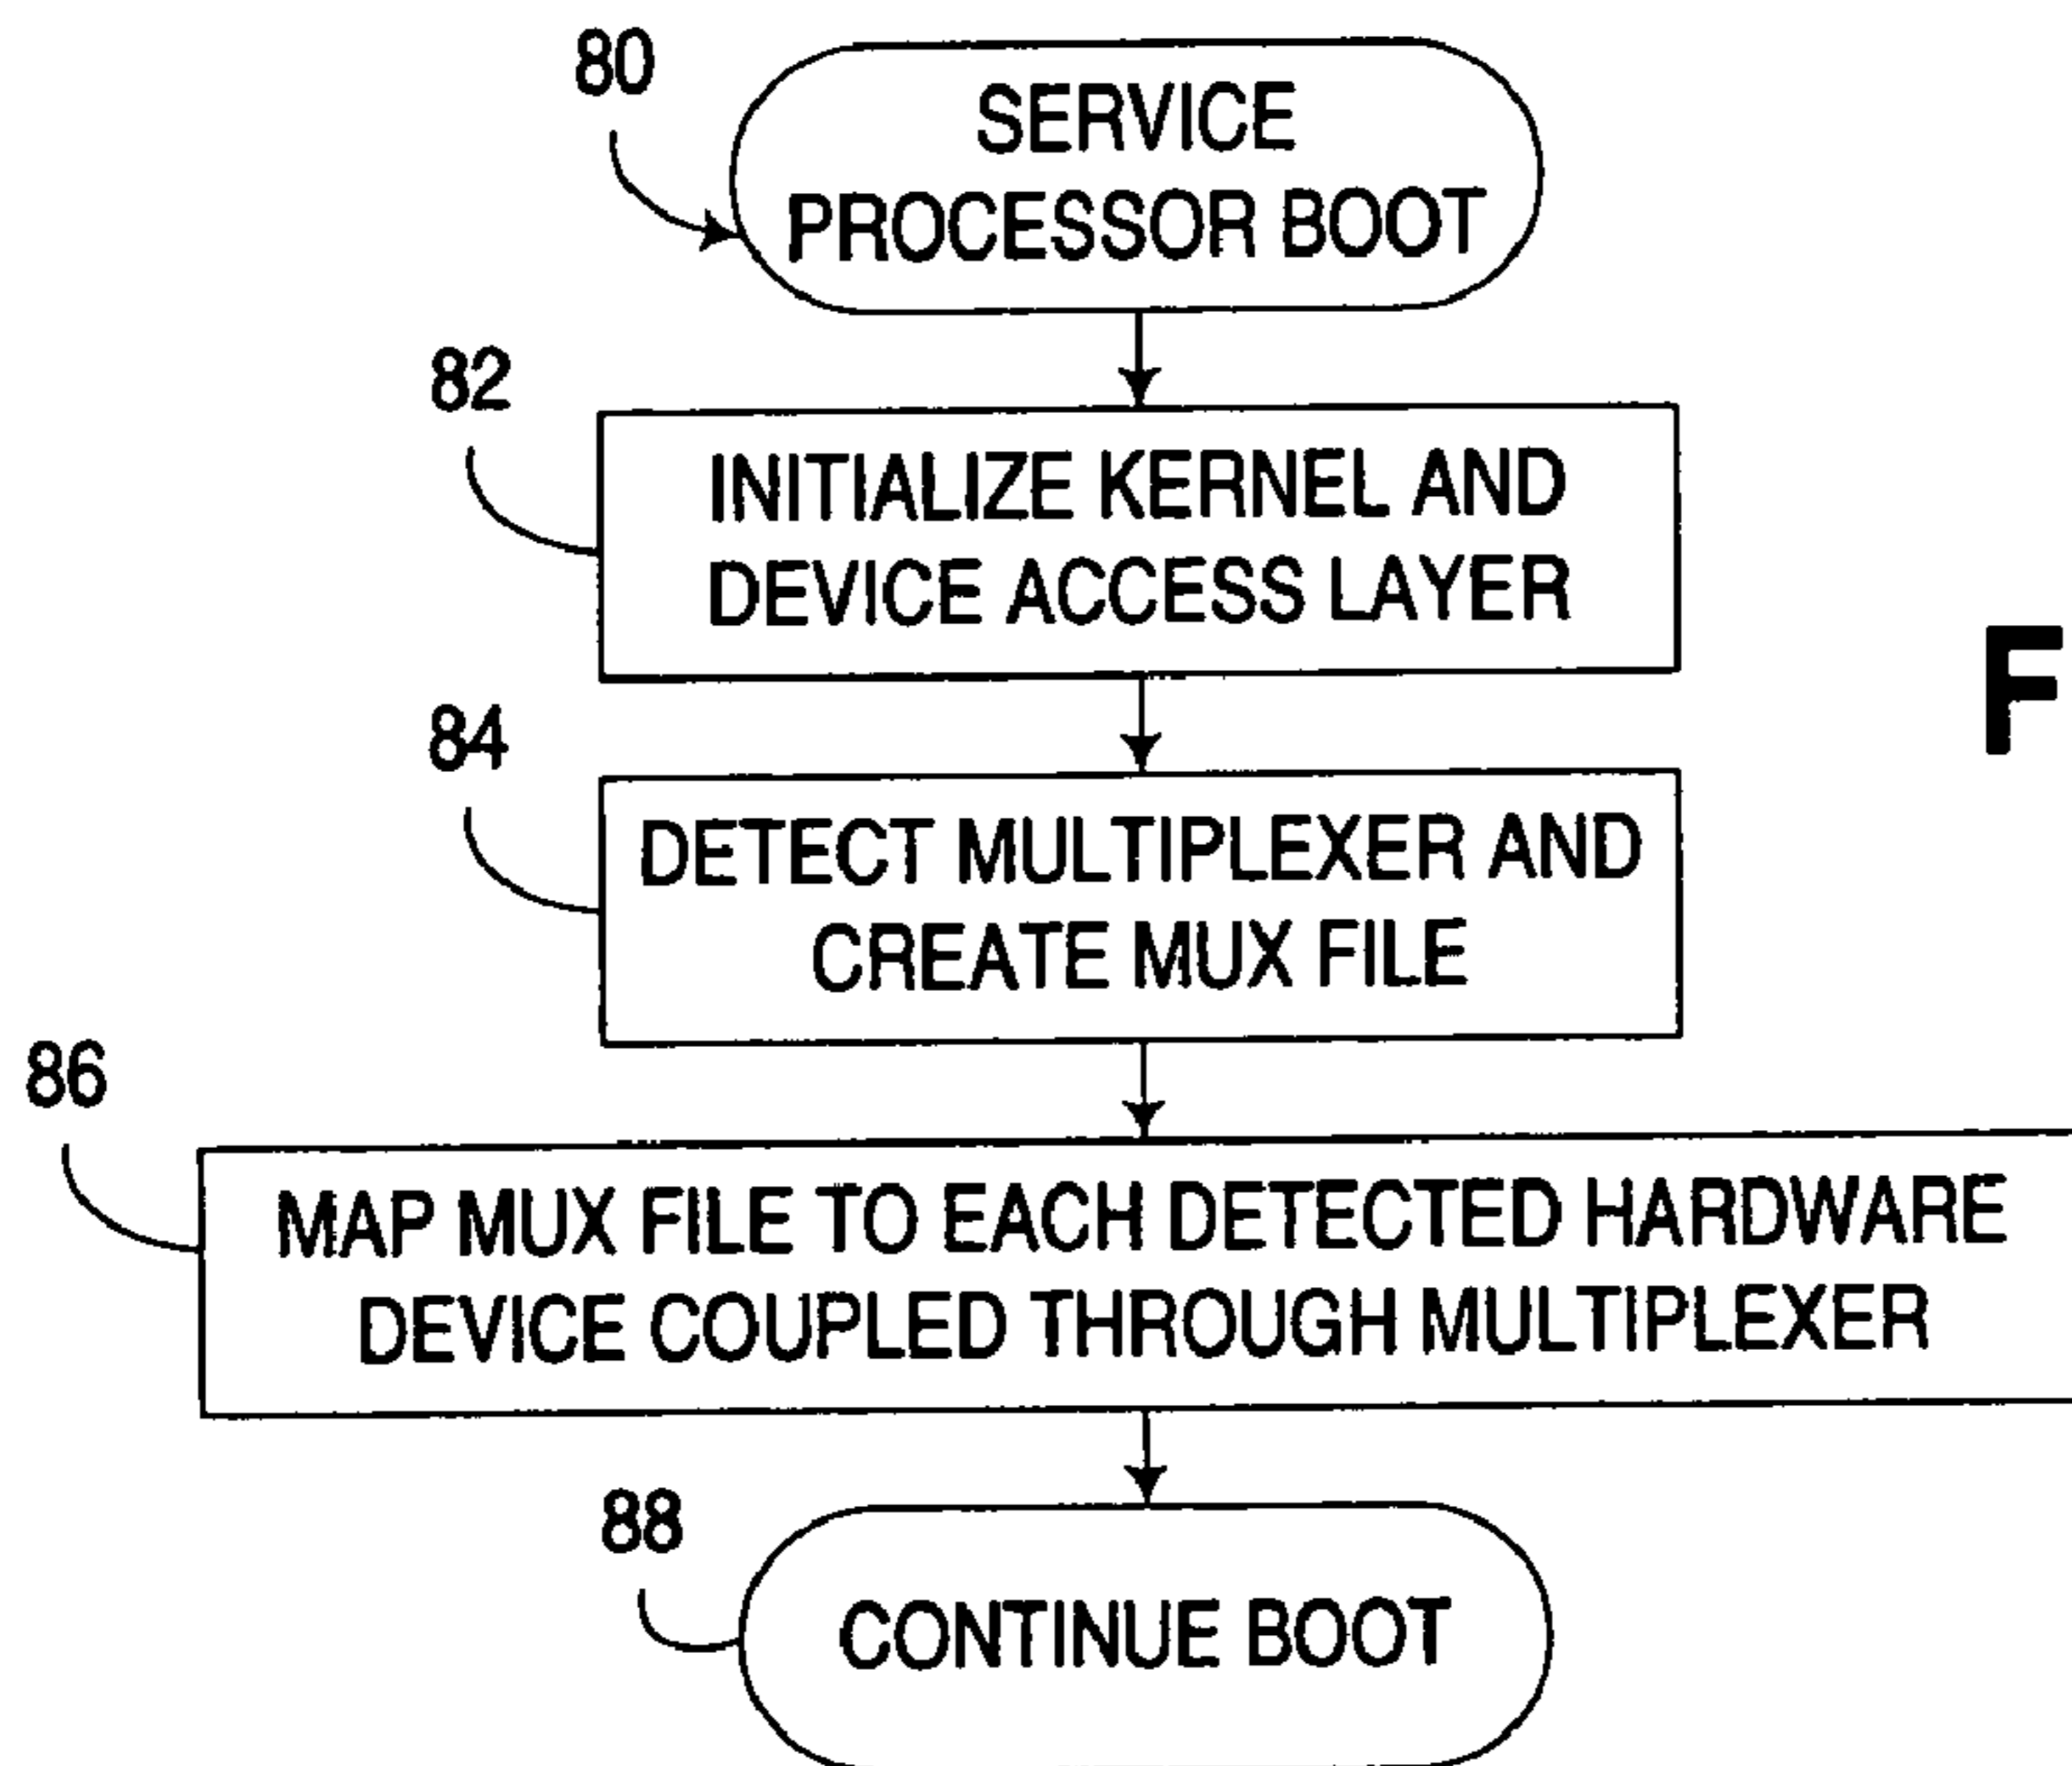 80
SERVICE
PROCESSOR BOOT
82
INITIALIZE KERNEL AND
DEVICE ACCESS LAYER
84
DETECT MULTIPLEXER AND
CREATE MUX FILE
F
86
MAP MUX FILE TO EACH DETECTED HARDWARE
DEVICE COUPLED THROUGH MULTIPLEXER
88
CONTINUE BOOT